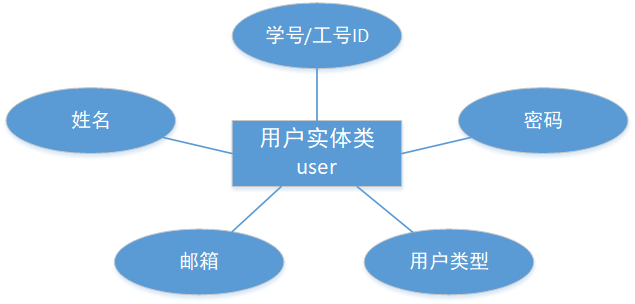 学号/工号ID
姓名
用户实体类
user
密码
邮箱
用户类型